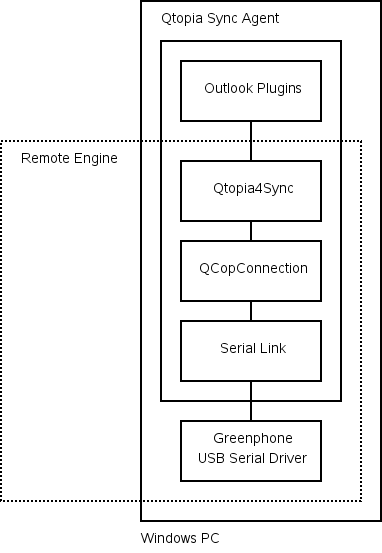 Qtopia Sync Agent
Outlook Plugins
Remote Engine
Qtopia4Sync
QCopConnection
Serial Link
Greenphone
USB Serial Driver
Windows PC